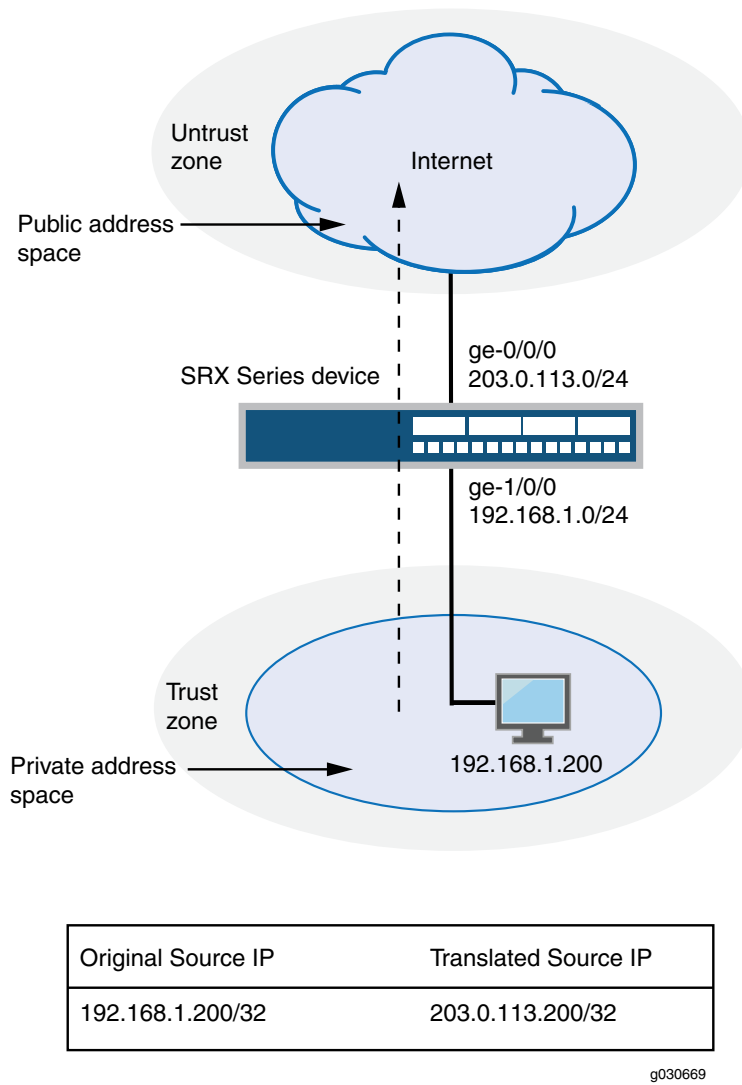 Untrust
zone
Internet
Public address
space
ge-0/0/0
203.0.113.0/24
SRX Series device
ge-1/0/0
192.168.1.0/24
Trust
zone
192.168.1.200
Private address
space
Original Source IP Translated Source IP
192.168.1.200/32 203.0.113.200/32
g030669